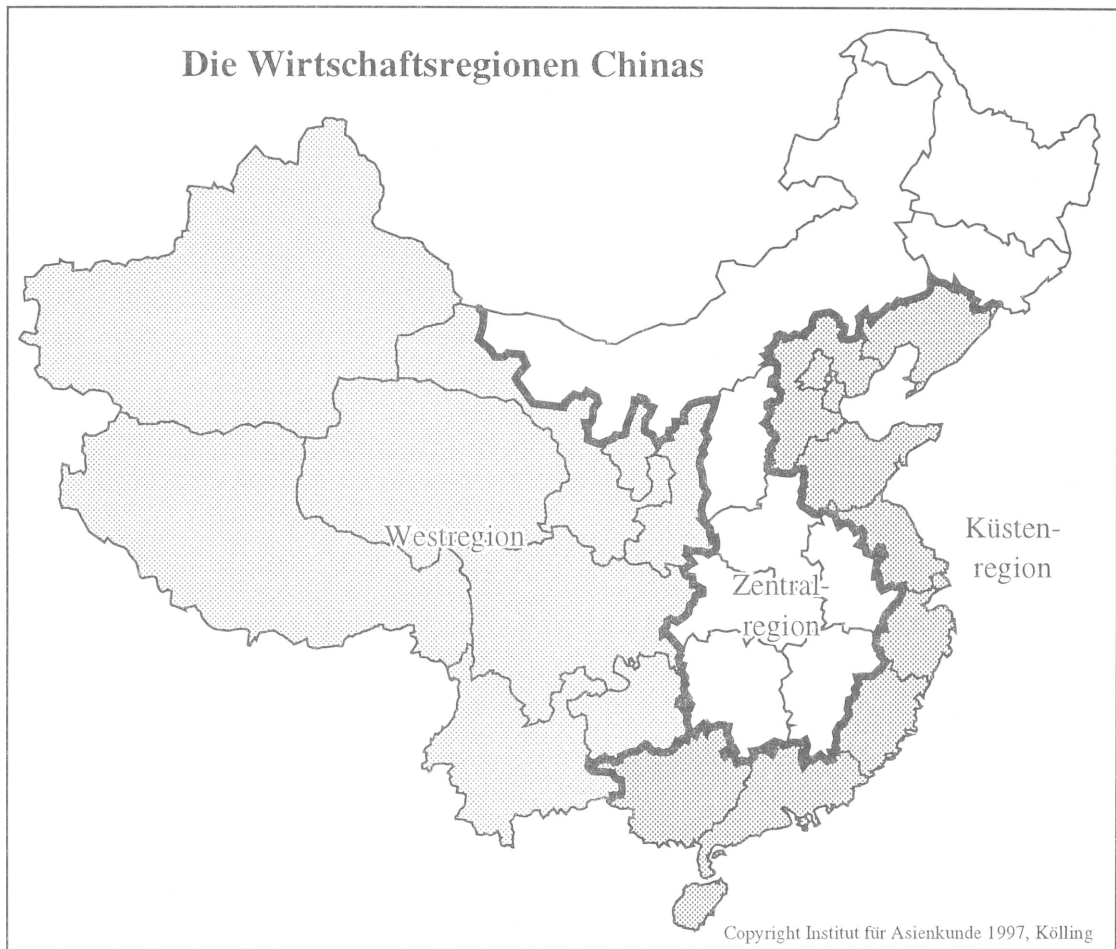 Die Wirtschaftsregionen Chinas
Westregion
Zentral-
region
Küsten-
region
Copyright Institut für Asienkunde 1997, Kölling